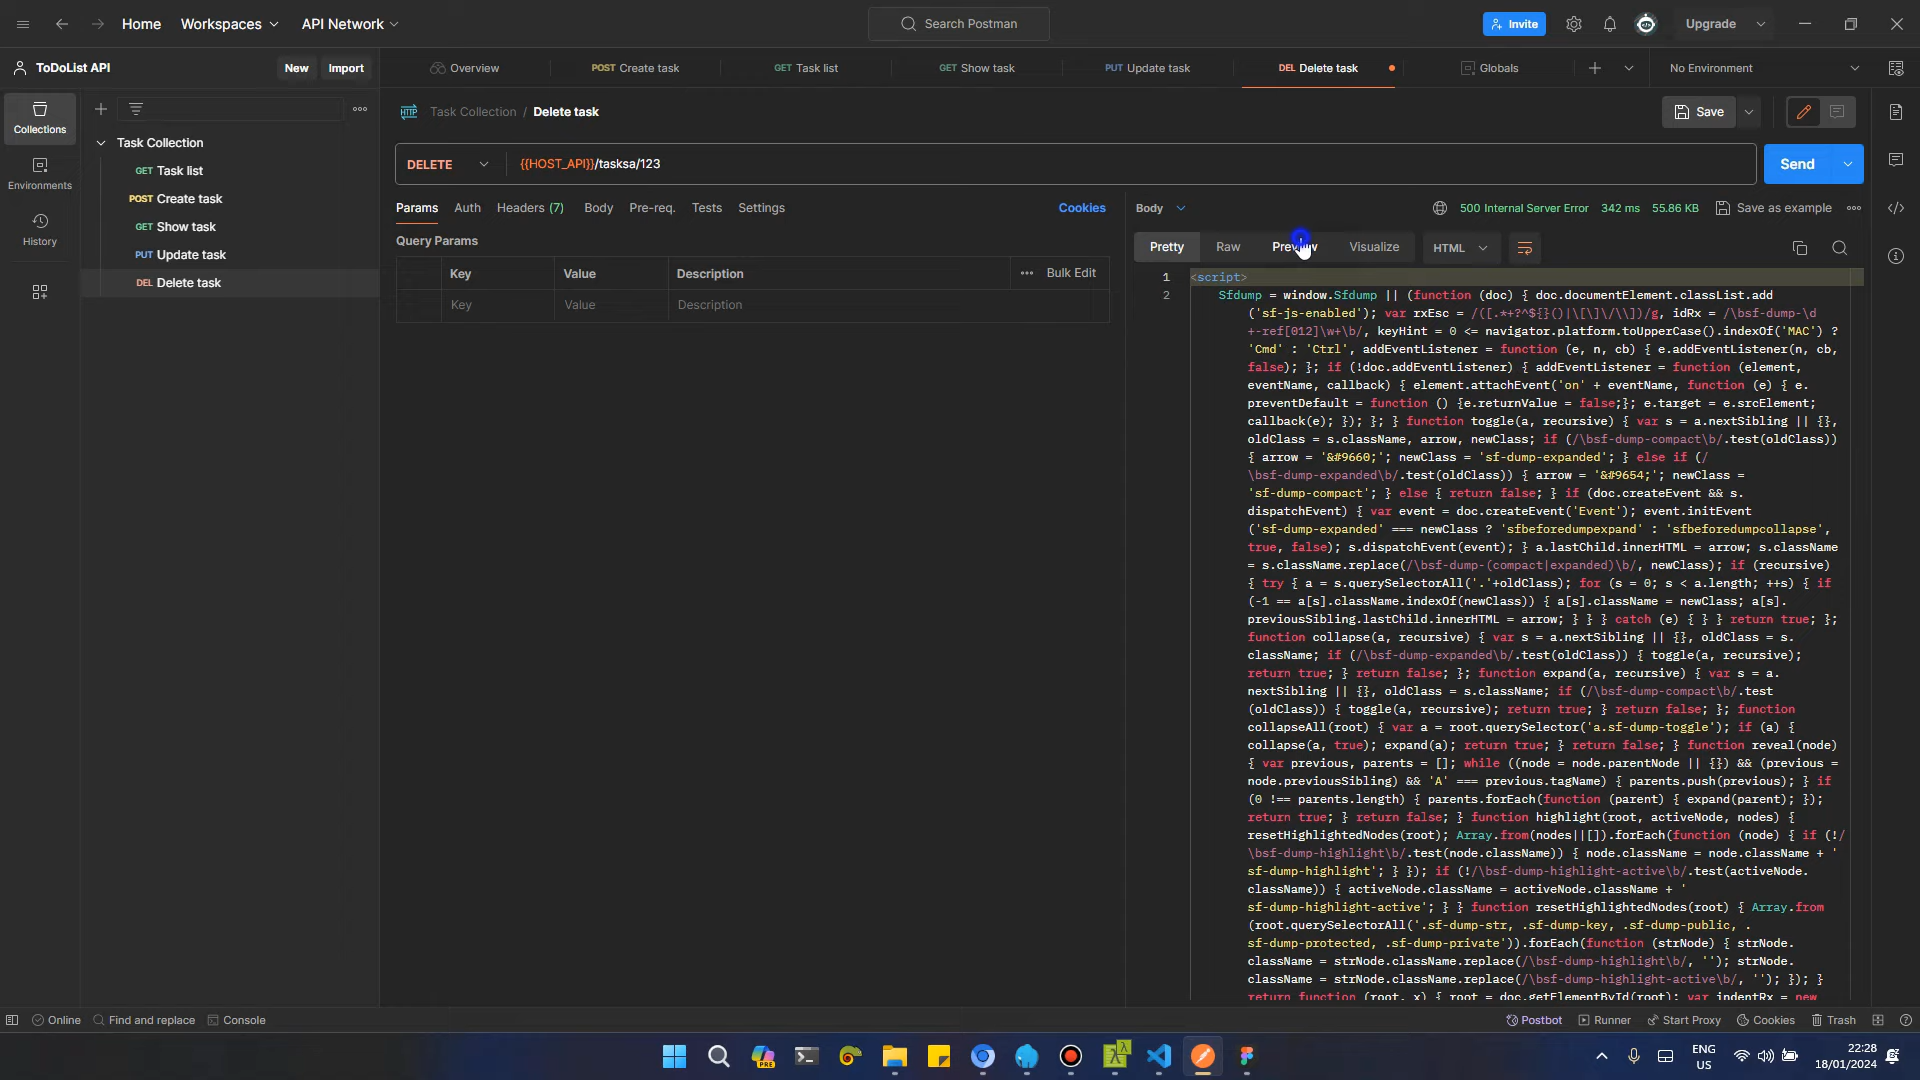 Home Workspaces API Network Search Postman Invite Upgrade
ToDoList API New Import Overview POST Create task GET Task list GET Show task PUT Update task DEL Delete task Globals No Environment
Collections
Environments
History
Task Collection
GET Task list
POST Create task
GET Show task
PUT Update task
DEL Delete task
Task Collection / Delete task Save
DELETE {{HOST_API}}/tasksa/123 Send
Params Auth Headers (7) Body Pre-req. Tests Settings Cookies
Query Params
Key Value Description Bulk Edit
Key Value Description
Body 500 Internal Server Error 342 ms 55.86 KB Save as example
Pretty Raw Preview Visualize HTML
1 <script>
2 Sfdump = window.Sfdump || (function (doc) { doc.documentElement.classList.add
('sf-js-enabled'); var rxEsc = /([.*+?^${}()|\[\]\/\\])/g, idRx = /\bsf-dump-\d
+-ref[012]\w+\b/, keyHint = 0 <= navigator.platform.toUpperCase().indexOf('MAC') ?
'Cmd' : 'Ctrl', addEventListener = function (e, n, cb) { e.addEventListener(n, cb,
false); }; if (!doc.addEventListener) { addEventListener = function (element,
eventName, callback) { element.attachEvent('on' + eventName, function (e) { e.
preventDefault = function () {e.returnValue = false;}; e.target = e.srcElement;
callback(e); }); }; } function toggle(a, recursive) { var s = a.nextSibling || {},
oldClass = s.className, arrow, newClass; if (/\bsf-dump-compact\b/.test(oldClass))
{ arrow = '&#9660;'; newClass = 'sf-dump-expanded'; } else if (/
\bsf-dump-expanded\b/.test(oldClass)) { arrow = '&#9654;'; newClass =
'sf-dump-compact'; } else { return false; } if (doc.createEvent && s.
dispatchEvent) { var event = doc.createEvent('Event'); event.initEvent
('sf-dump-expanded' === newClass ? 'sfbeforedumpexpand' : 'sfbeforedumpcollapse',
true, false); s.dispatchEvent(event); } a.lastChild.innerHTML = arrow; s.className
= s.className.replace(/\bsf-dump-(compact|expanded)\b/, newClass); if (recursive)
{ try { a = s.querySelectorAll('.'+oldClass); for (s = 0; s < a.length; ++s) { if
(-1 == a[s].className.indexOf(newClass)) { a[s].className = newClass; a[s].
previousSibling.lastChild.innerHTML = arrow; } } } catch (e) { } } return true; };
function collapse(a, recursive) { var s = a.nextSibling || {}, oldClass = s.
className; if (/\bsf-dump-expanded\b/.test(oldClass)) { toggle(a, recursive);
return true; } return false; }; function expand(a, recursive) { var s = a.
nextSibling || {}, oldClass = s.className; if (/\bsf-dump-compact\b/.test
(oldClass)) { toggle(a, recursive); return true; } return false; }; function
collapseAll(root) { var a = root.querySelector('a.sf-dump-toggle'); if (a) {
collapse(a, true); expand(a); return true; } return false; } function reveal(node)
{ var previous, parents = []; while ((node = node.parentNode || {}) && (previous =
node.previousSibling) && 'A' === previous.tagName) { parents.push(previous); } if
(0 !== parents.length) { parents.forEach(function (parent) { expand(parent); });
return true; } return false; } function highlight(root, activeNode, nodes) {
resetHighlightedNodes(root); Array.from(nodes||[]).forEach(function (node) { if (!/
\bsf-dump-highlight\b/.test(node.className)) { node.className = node.className + '
sf-dump-highlight'; } }); if (!/\bsf-dump-highlight-active\b/.test(activeNode.
className)) { activeNode.className = activeNode.className + '
sf-dump-highlight-active'; } } function resetHighlightedNodes(root) { Array.from
(root.querySelectorAll('.sf-dump-str, .sf-dump-key, .sf-dump-public, .
sf-dump-protected, .sf-dump-private')).forEach(function (strNode) { strNode.
className = strNode.className.replace(/\bsf-dump-highlight\b/, ''); strNode.
className = strNode.className.replace(/\bsf-dump-highlight-active\b/, ''); }); }
return function (root, x) { root = doc.getElementById(root); var indentRx = new
Online Find and replace Console Postbot Runner Start Proxy Cookies Trash
PRE ENG 22:28
US 18/01/2024